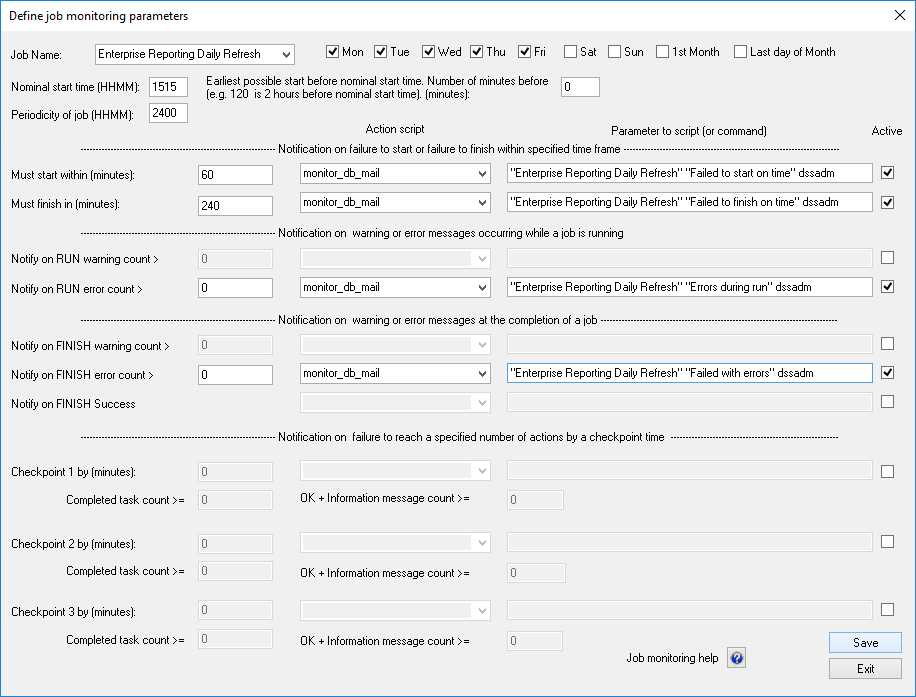 Define job monitoring parameters
Job Name: Enterprise Reporting Daily Refresh Mon Tue Wed Thu Fri Sat Sun 1st Month Last day of Month
Nominal start time (HHMM): 1515 Earliest possible start before nominal start time. Number of minutes before
(e.g. 120 is 2 hours before nominal start time). (minutes): 0
Periodicity of job (HHMM): 2400
Action script Parameter to script (or command) Active
Notification on failure to start or failure to finish within specified time frame
Must start within (minutes): 60 monitor_db_mail "Enterprise Reporting Daily Refresh" "Failed to start on time" dssadm
Must finish in (minutes): 240 monitor_db_mail "Enterprise Reporting Daily Refresh" "Failed to finish on time" dssadm
Notification on warning or error messages occurring while a job is running
Notify on RUN warning count > 0
Notify on RUN error count > 0 monitor_db_mail "Enterprise Reporting Daily Refresh" "Errors during run" dssadm
Notification on warning or error messages at the completion of a job
Notify on FINISH warning count > 0
Notify on FINISH error count > 0 monitor_db_mail "Enterprise Reporting Daily Refresh" "Failed with errors" dssadm
Notify on FINISH Success
Notification on failure to reach a specified number of actions by a checkpoint time
Checkpoint 1 by (minutes): 0
Completed task count >= 0 OK + Information message count >= 0
Checkpoint 2 by (minutes): 0
Completed task count >= 0 OK + Information message count >= 0
Checkpoint 3 by (minutes): 0
Completed task count >= 0 OK + Information message count >= 0
Save
Job monitoring help ?
Exit